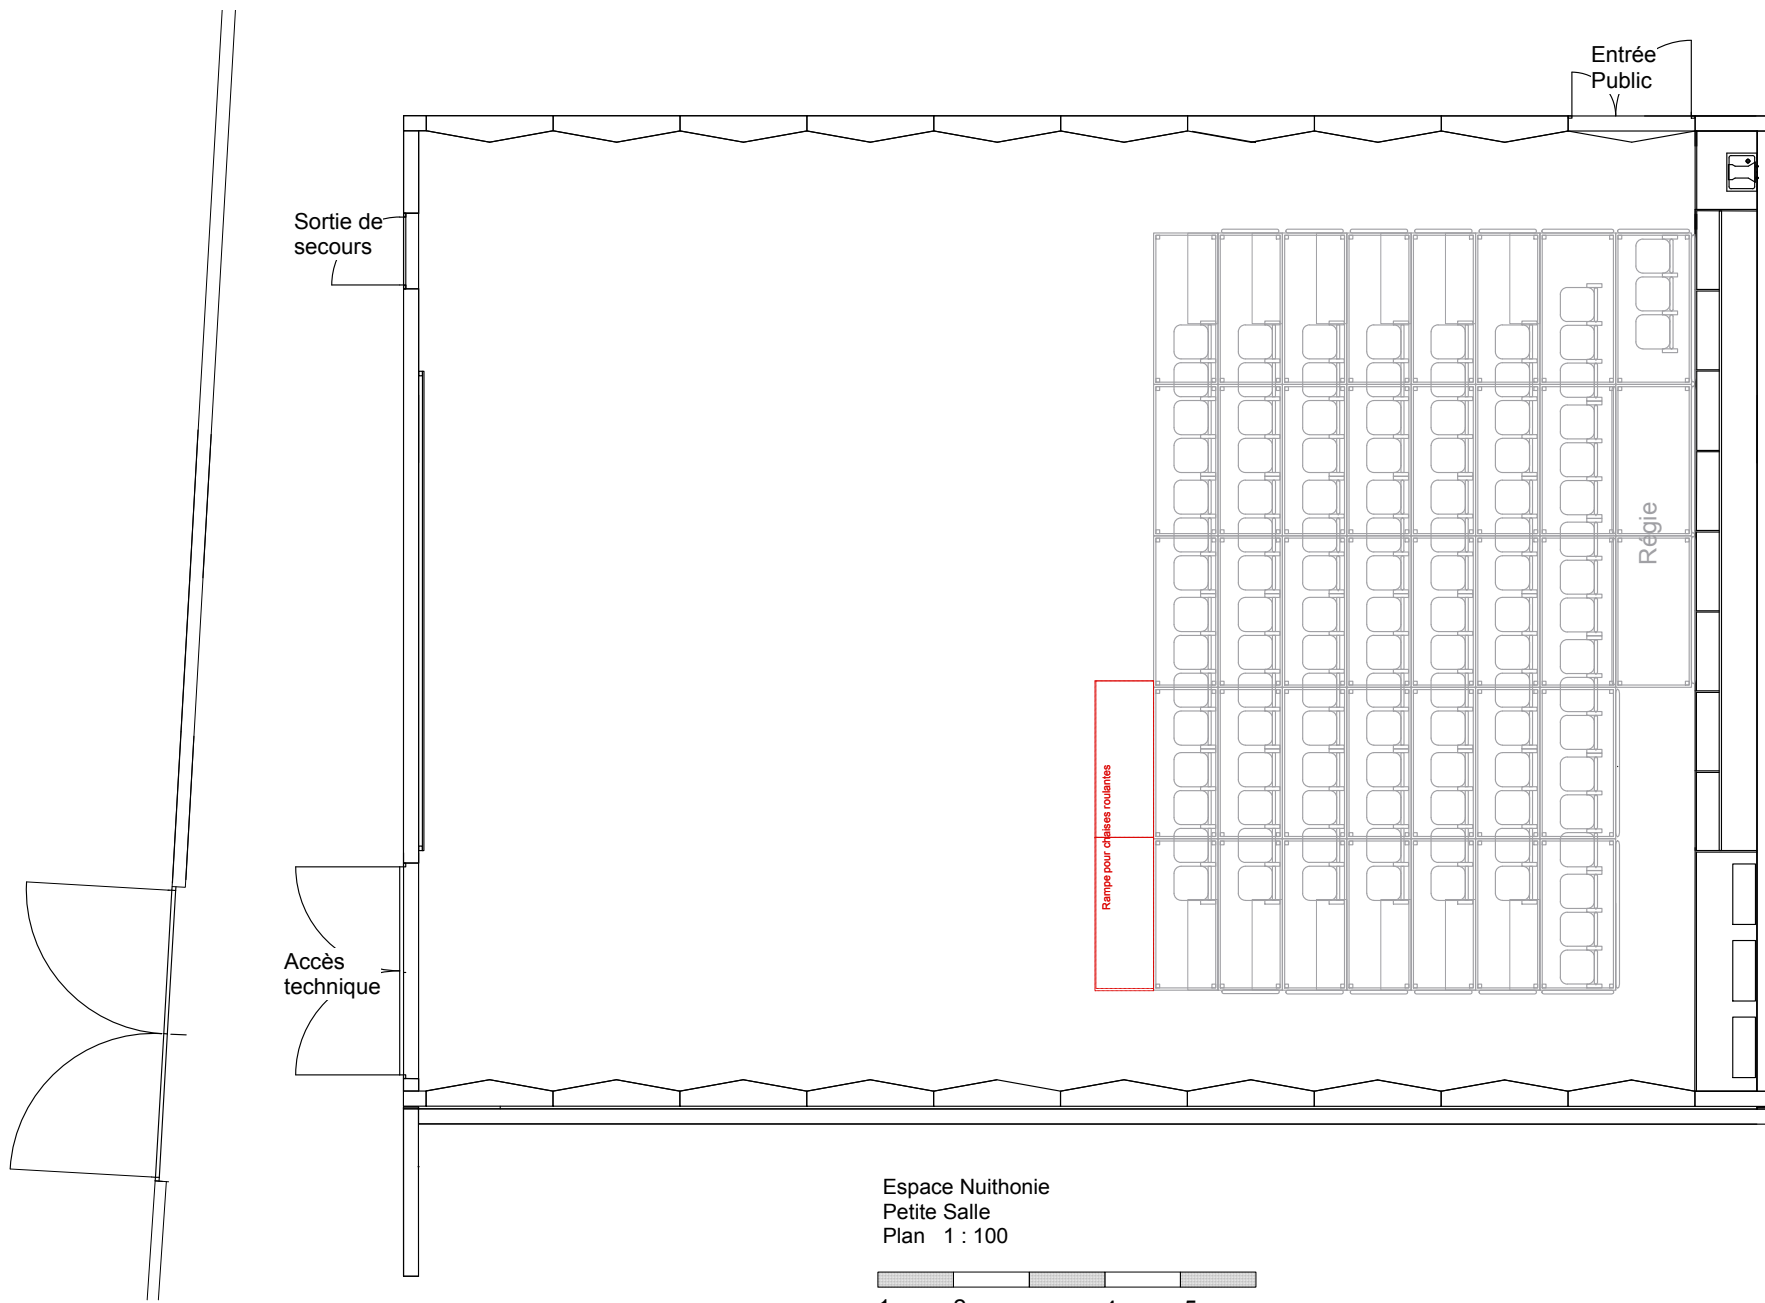 Entrée
Public
Sortie de
secours
Régie
Rampe pour chaises roulantes
Accès
technique
Espace Nuithonie
Petite Salle
Plan 1 : 100